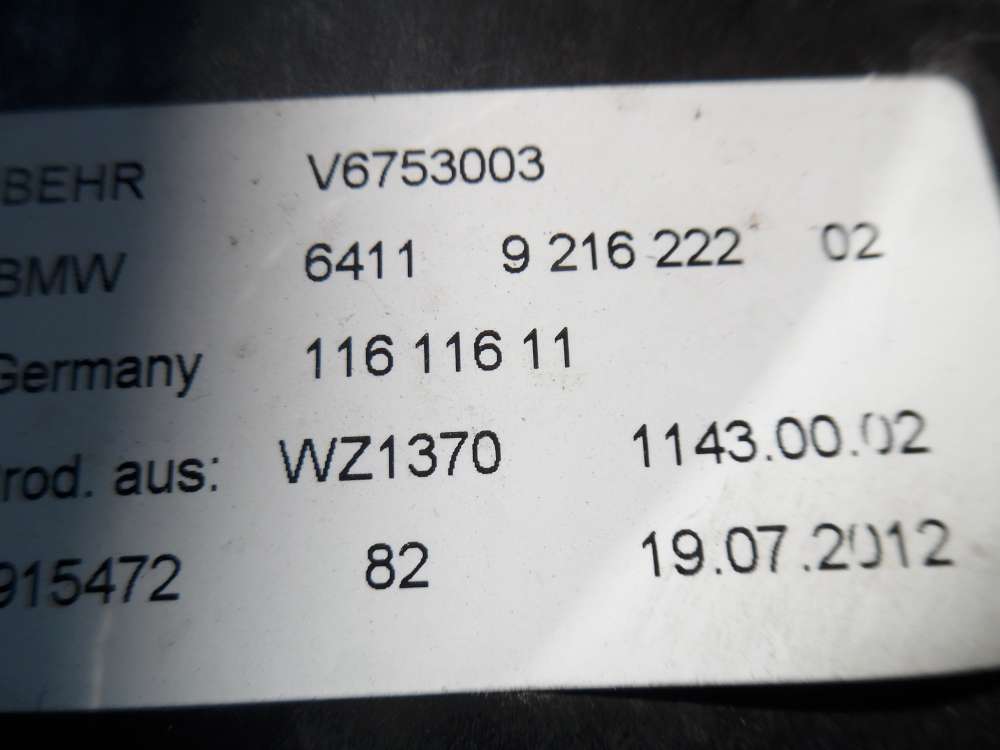 BEHR V6753003
BMW 6411 9 216 222 02
Germany 116 116 11
rod. aus: WZ1370 1143.00.02
915472 82 19.07.2012